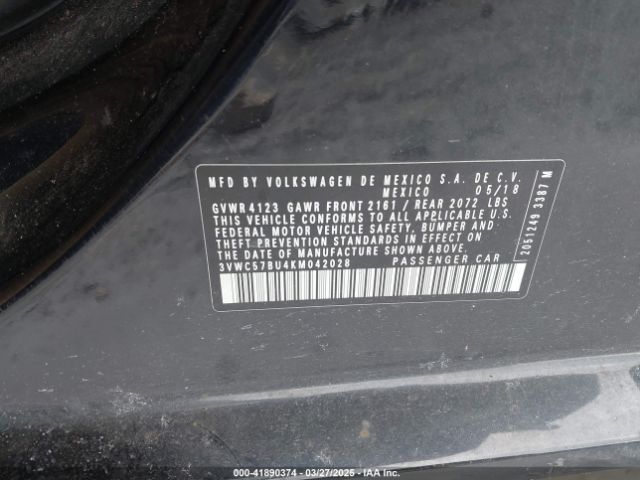 MFD BY VOLKSWAGEN DE MEXICO S.A. DE C.V.
MEXICO 05/18
GVWR4123 GAWR FRONT 2161 / REAR 2072 LBS
THIS VEHICLE CONFORMS TO ALL APPLICABLE U.S.
FEDERAL MOTOR VEHICLE SAFETY, BUMPER AND
THEFT PREVENTION STANDARDS IN EFFECT ON
THE DATE OF MANUFACTURE SHOWN ABOVE.
3VWC57BU4KM042028 PASSENGER CAR
2051249 3387 M
000-41890374 - 03/27/2025 - IAA Inc.